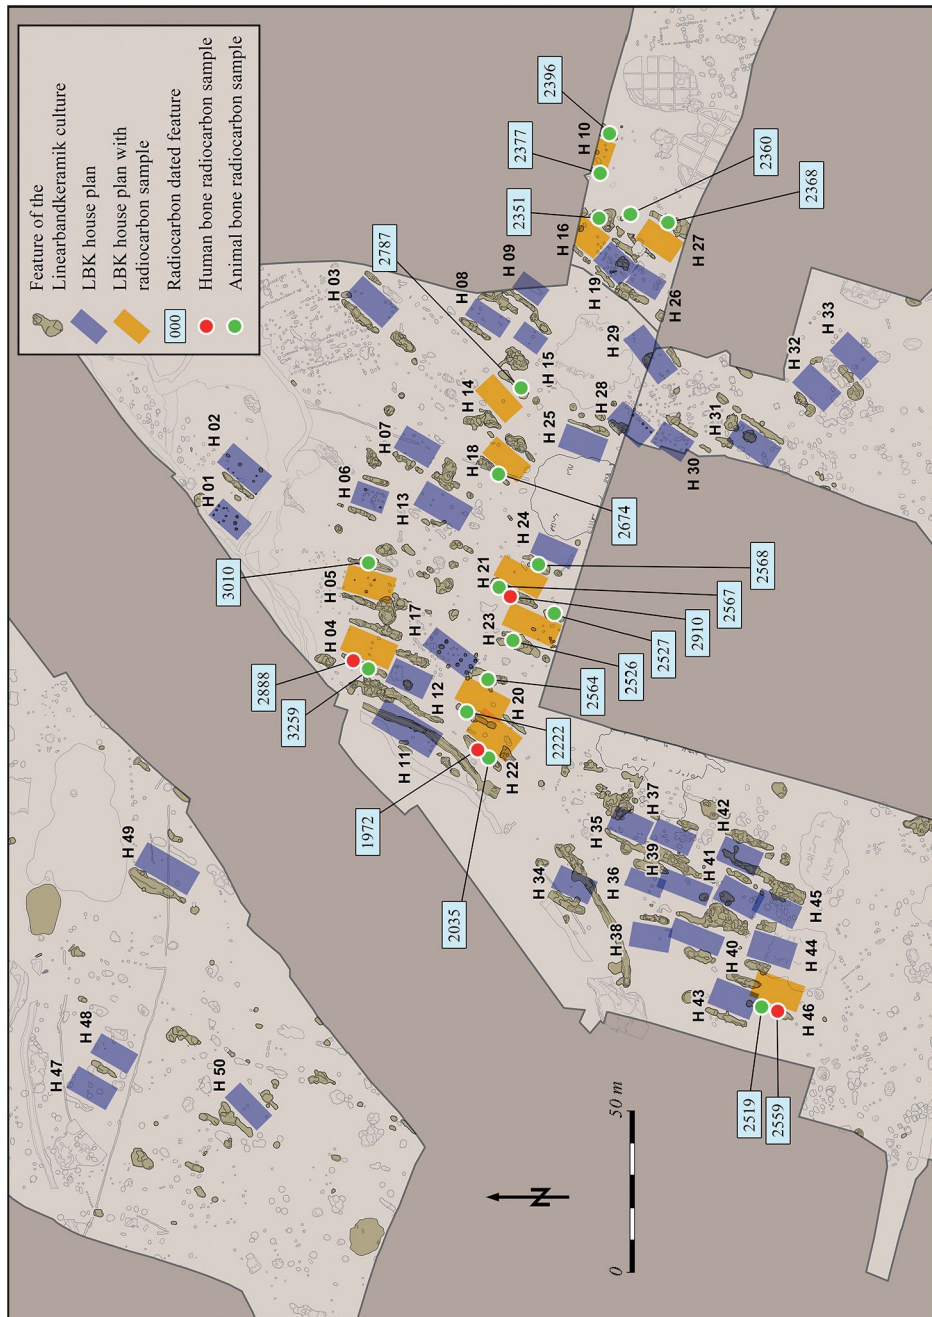 Feature of the
Linearbandkeramik culture
LBK house plan
LBK house plan with
radiocarbon sample
000
Radiocarbon dated feature
Human bone radiocarbon sample
Animal bone radiocarbon sample
H 49
H 47
H 48
H 50
H 01
H 02
H 03
H 04
H 05
H 06
H 07
H 08
H 09
H 10
H 11
H 12
H 13
H 14
H 15
H 16
H 17
H 18
H 19
H 20
H 21
H 22
H 23
H 24
H 25
H 26
H 27
H 28
H 29
H 30
H 31
H 32
H 33
H 34
H 35
H 36
H 37
H 38
H 39
H 40
H 41
H 42
H 43
H 44
H 45
H 46
3010
2888
3259
1972
2035
2222
2564
2526
2527
2910
2567
2568
2674
2787
2351
2377
2396
2360
2368
2519
2559
N
0
50 m